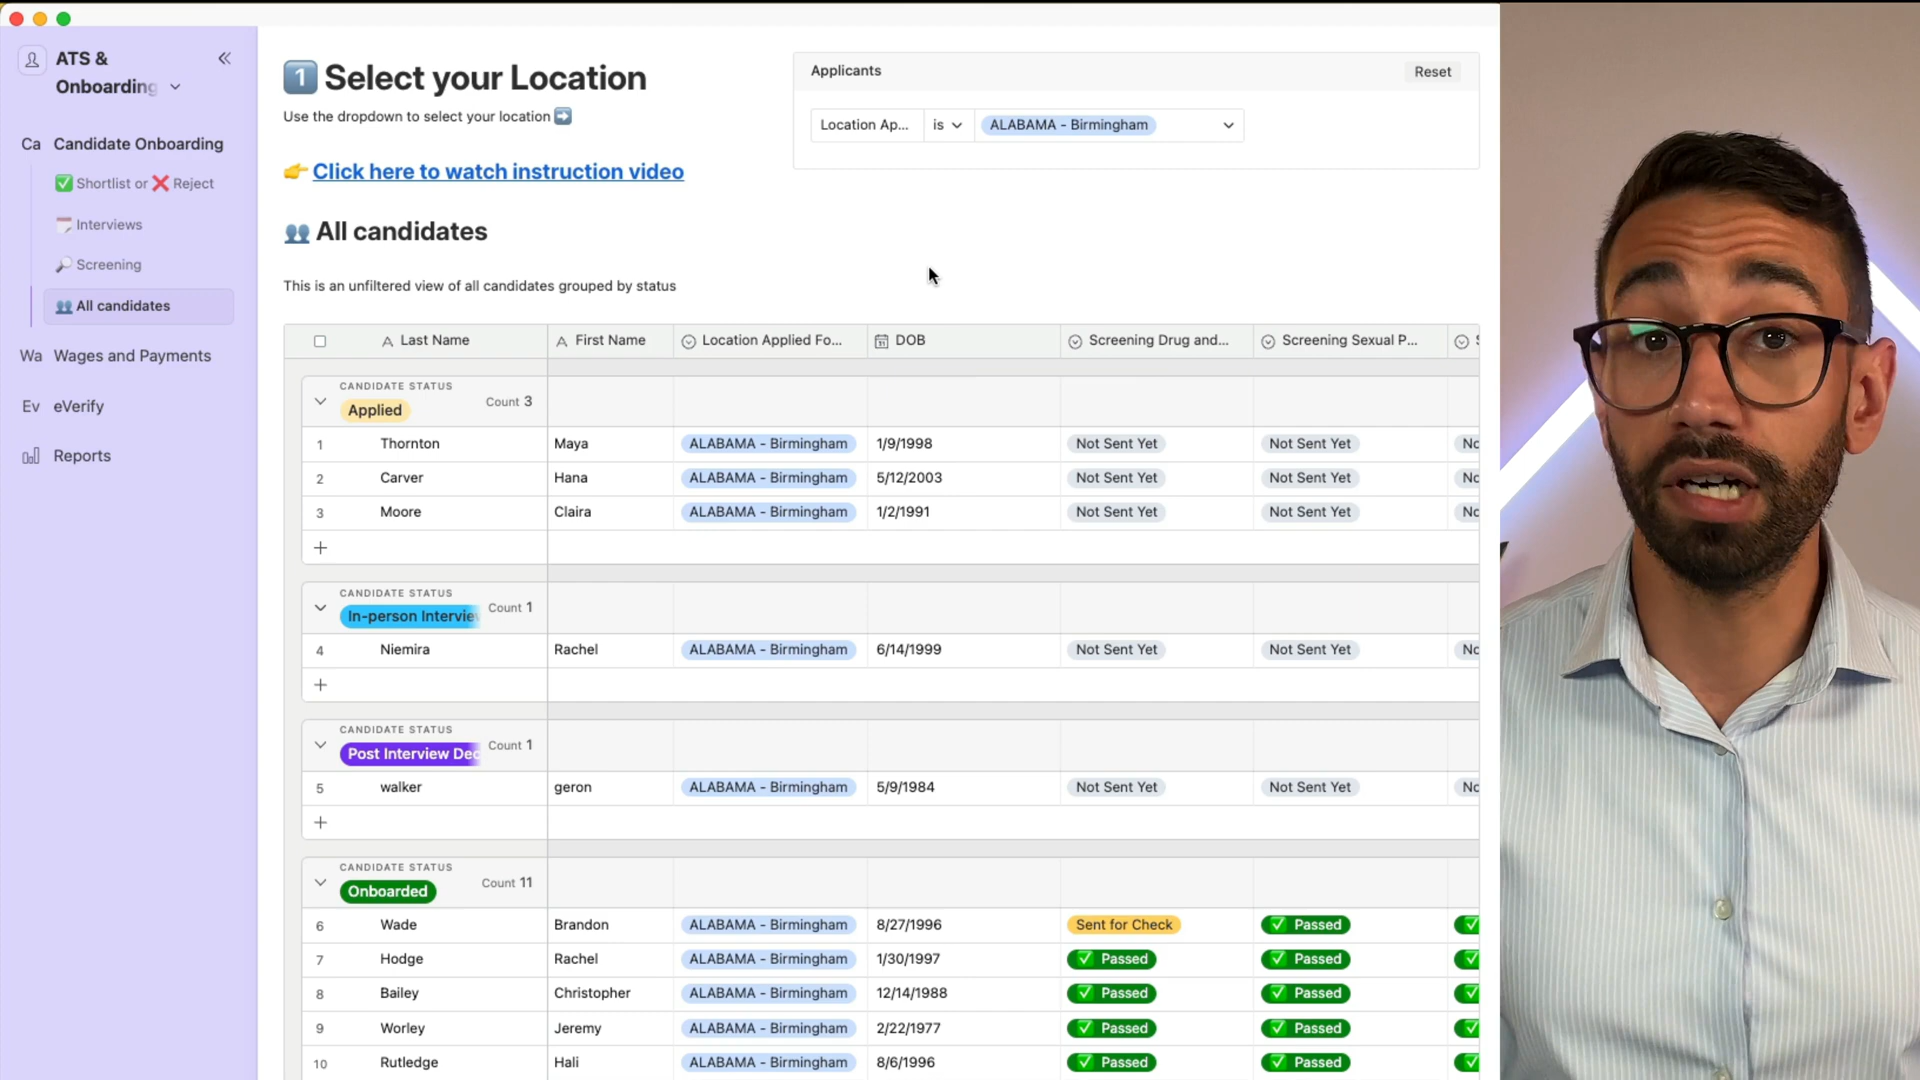 ATS &
Onboarding
Ca Candidate Onboarding
✅ Shortlist or ❌ Reject
Interviews
Screening
All candidates
Wa Wages and Payments
Ev eVerify
Reports
1 Select your Location
Use the dropdown to select your location ➡️
👉 Click here to watch instruction video
Applicants Reset
Location Ap... is ALABAMA - Birmingham
All candidates
This is an unfiltered view of all candidates grouped by status
Last Name First Name Location Applied Fo... DOB Screening Drug and... Screening Sexual P...
CANDIDATE STATUS
Applied Count 3
1 Thornton Maya ALABAMA - Birmingham 1/9/1998 Not Sent Yet Not Sent Yet
2 Carver Hana ALABAMA - Birmingham 5/12/2003 Not Sent Yet Not Sent Yet
3 Moore Claira ALABAMA - Birmingham 1/2/1991 Not Sent Yet Not Sent Yet
+
CANDIDATE STATUS
In-person Intervie Count 1
4 Niemira Rachel ALABAMA - Birmingham 6/14/1999 Not Sent Yet Not Sent Yet
+
CANDIDATE STATUS
Post Interview Dec Count 1
5 walker geron ALABAMA - Birmingham 5/9/1984 Not Sent Yet Not Sent Yet
+
CANDIDATE STATUS
Onboarded Count 11
6 Wade Brandon ALABAMA - Birmingham 8/27/1996 Sent for Check ✅ Passed
7 Hodge Rachel ALABAMA - Birmingham 1/30/1997 ✅ Passed ✅ Passed
8 Bailey Christopher ALABAMA - Birmingham 12/14/1988 ✅ Passed ✅ Passed
9 Worley Jeremy ALABAMA - Birmingham 2/22/1977 ✅ Passed ✅ Passed
10 Rutledge Hali ALABAMA - Birmingham 8/6/1996 ✅ Passed ✅ Passed